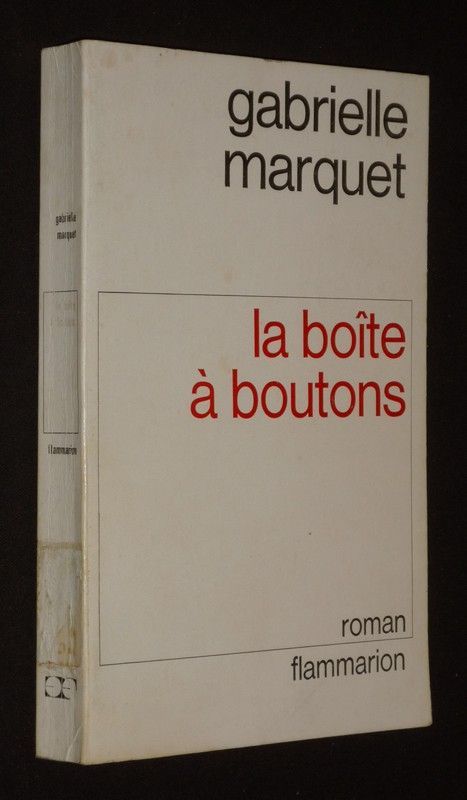 gabrielle
marquet
la boîte
à boutons
roman
flammarion
gabrielle
marquet
flammarion